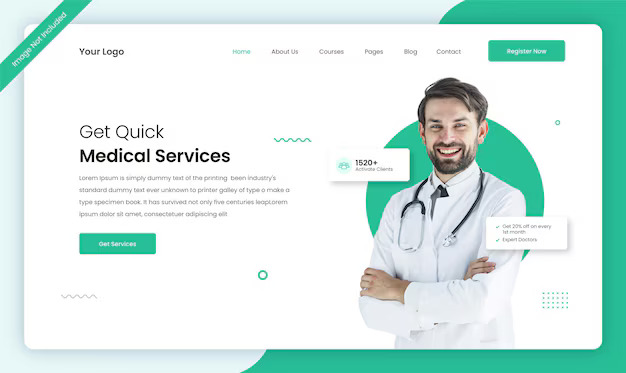 Image Not Included
Your Logo
Home
About Us
Courses
Pages
Blog
Contact
Register Now
Get Quick
Medical Services
Lorem ipsum is simply dummy text of the printing been industry's
standard dummy text ever unknown to printer galley of type a make a
type specimen book. It has survived not only five centuries leapLorem
ipsum dolor sit amet, consectetuer adipiscing elit
Get Services
1520+
Activate Clients
Get 20% off on every
1st month
Expert Doctors